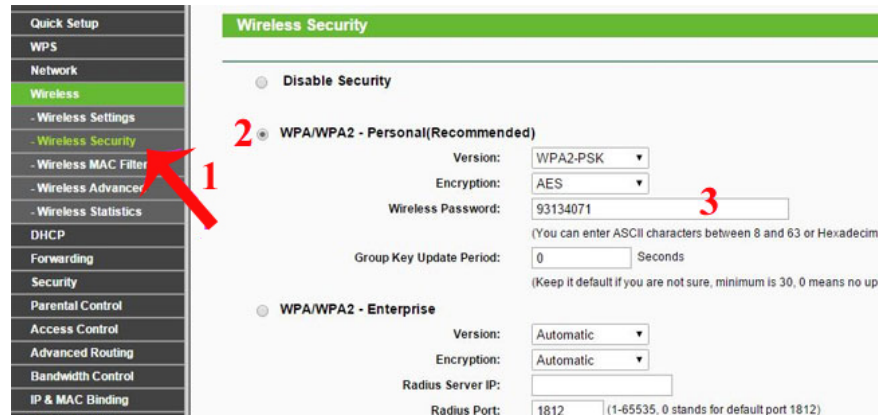 Quick Setup
WPS
Network
Wireless
- Wireless Settings
- Wireless Security
- Wireless MAC Filter
- Wireless Advanced
- Wireless Statistics
DHCP
Forwarding
Security
Parental Control
Access Control
Advanced Routing
Bandwidth Control
IP & MAC Binding
1
Wireless Security
Disable Security
2
WPA/WPA2 - Personal(Recommended)
Version: WPA2-PSK
Encryption: AES
Wireless Password: 93134071 3
(You can enter ASCII characters between 8 and 63 or Hexadecim
Group Key Update Period: 0 Seconds
(Keep it default if you are not sure, minimum is 30, 0 means no up
WPA/WPA2 - Enterprise
Version: Automatic
Encryption: Automatic
Radius Server IP:
Radius Port: 1812 (1-65535, 0 stands for default port 1812)